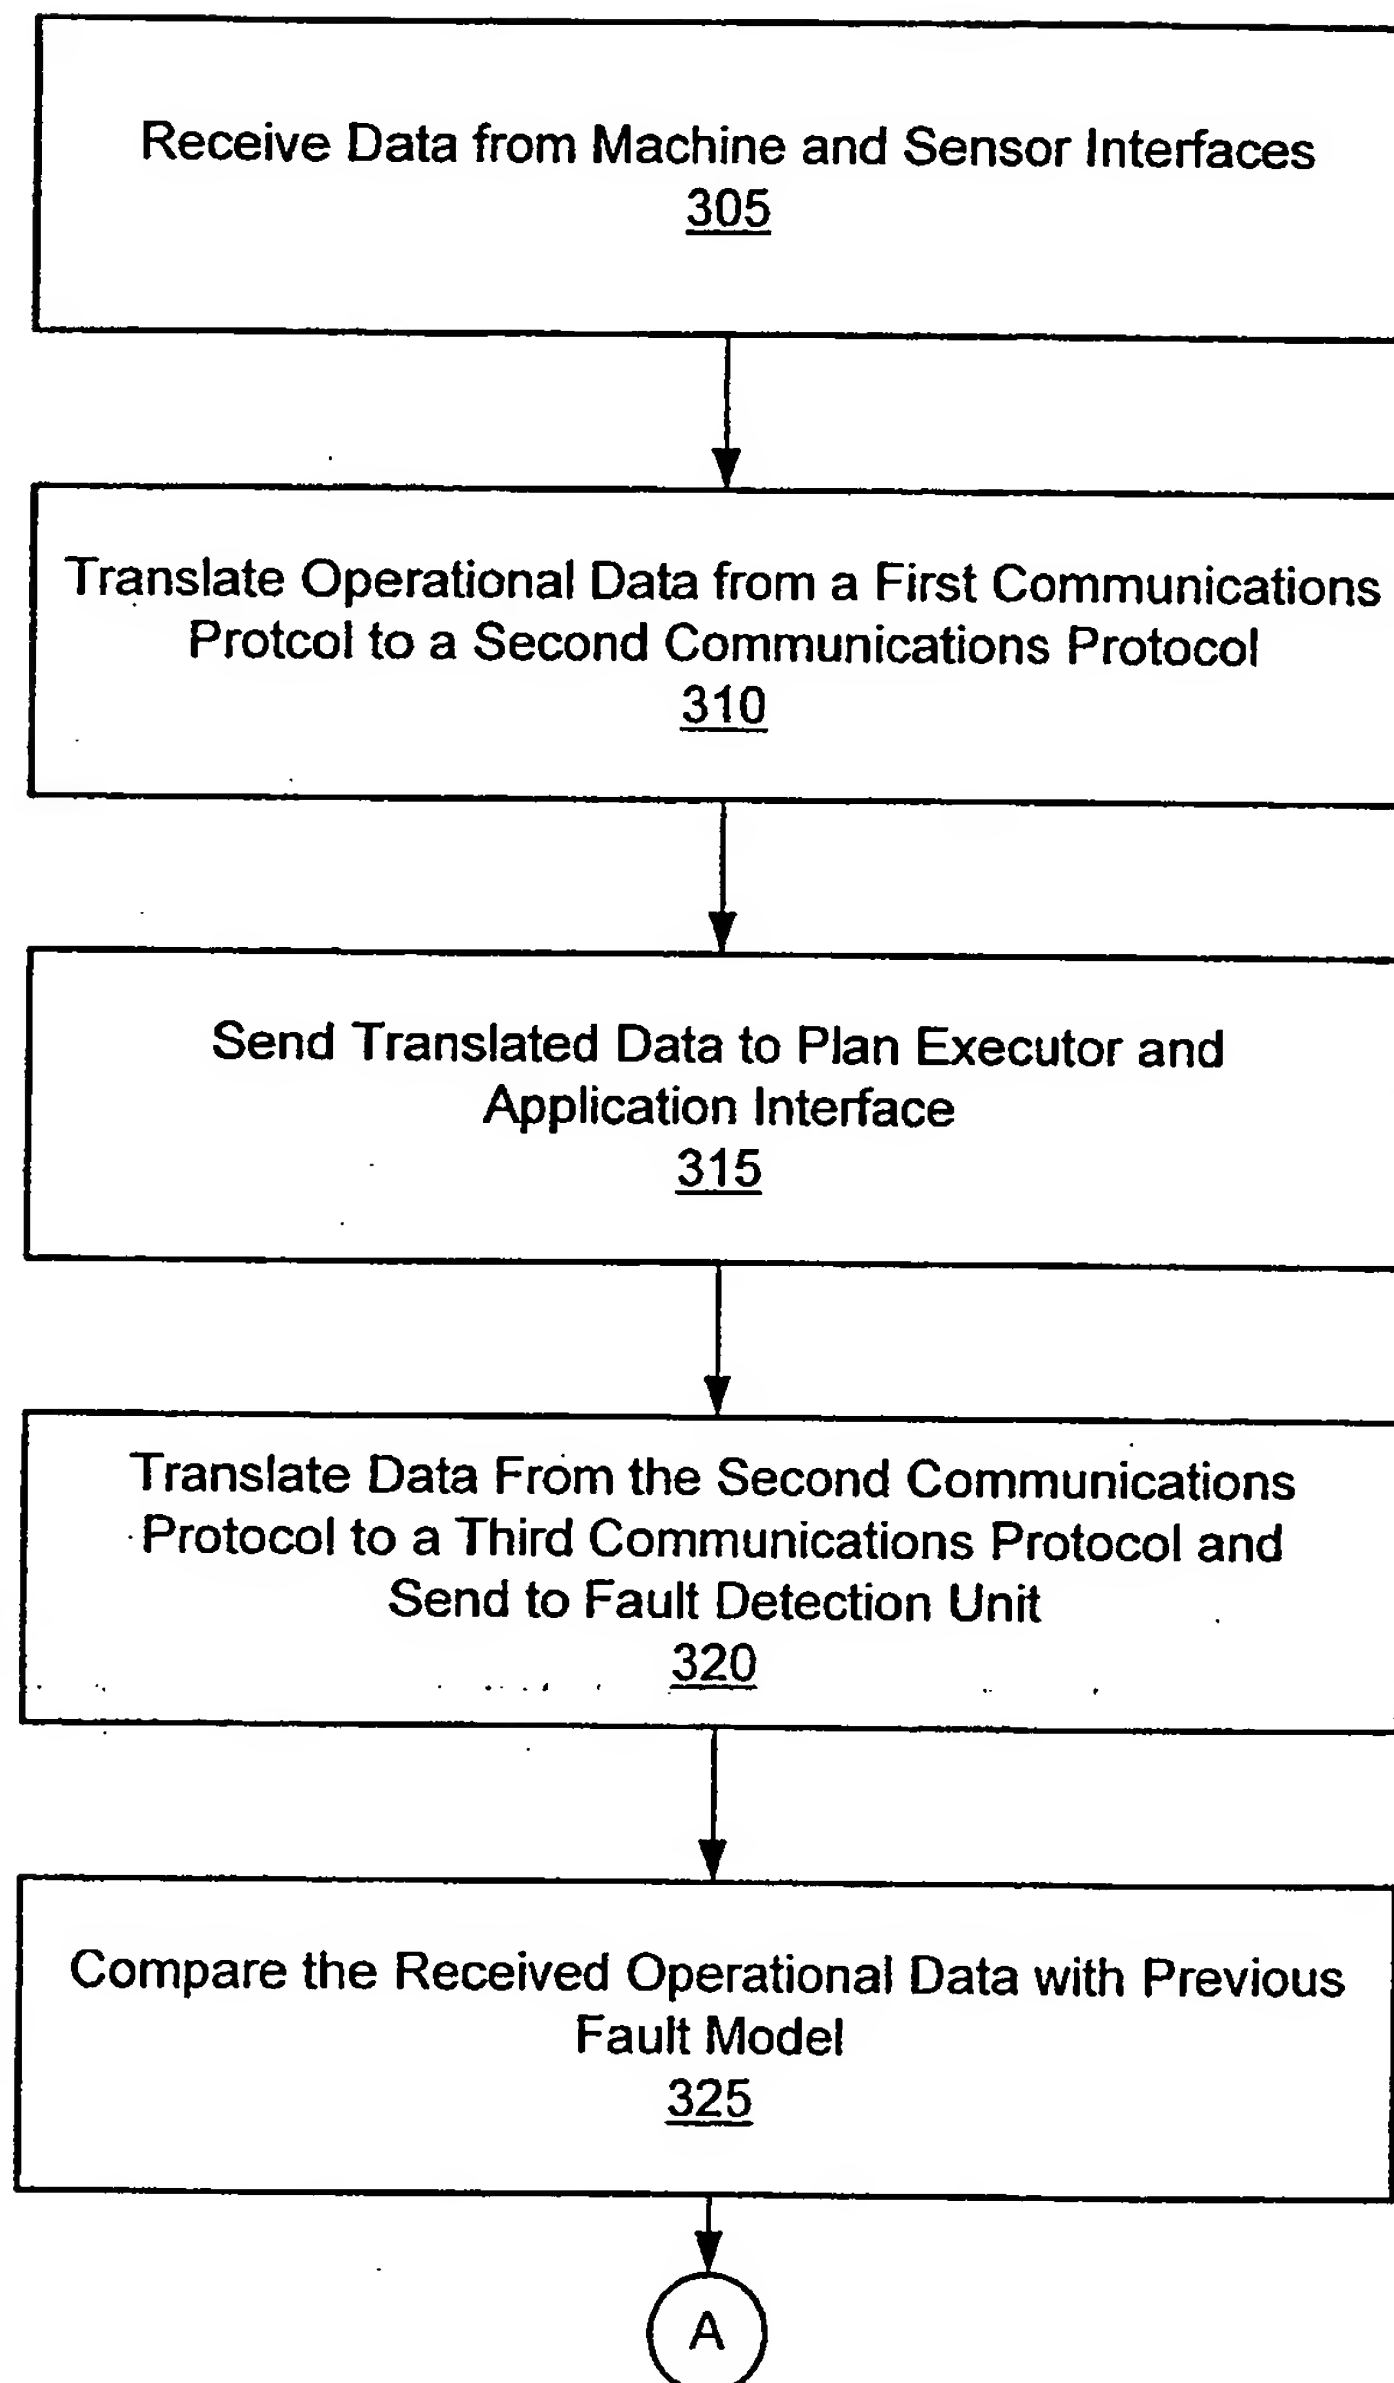 Receive Data from Machine and Sensor Interfaces
305
Translate Operational Data from a First Communications
Protcol to a Second Communications Protocol
310
Send Translated Data to Plan Executor and
Application Interface
315
Translate Data From the Second Communications
Protocol to a Third Communications Protocol and
Send to Fault Detection Unit
320
Compare the Received Operational Data with Previous
Fault Model
325
A